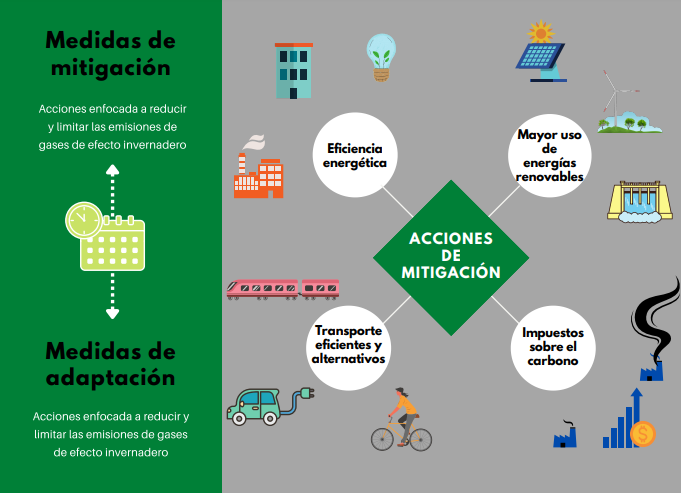 Medidas de
mitigación
Acciones enfocada a reducir
y limitar las emisiones de
gases de efecto invernadero
Medidas de
adaptación
Acciones enfocada a reducir y
limitar las emisiones de gases
de efecto invernadero
Eficiencia
energética
Mayor uso
de
energías
renovables
ACCIONES
DE
MITIGACIÓN
Transporte
eficientes y
alternativos
Impuestos
sobre el
carbono
$